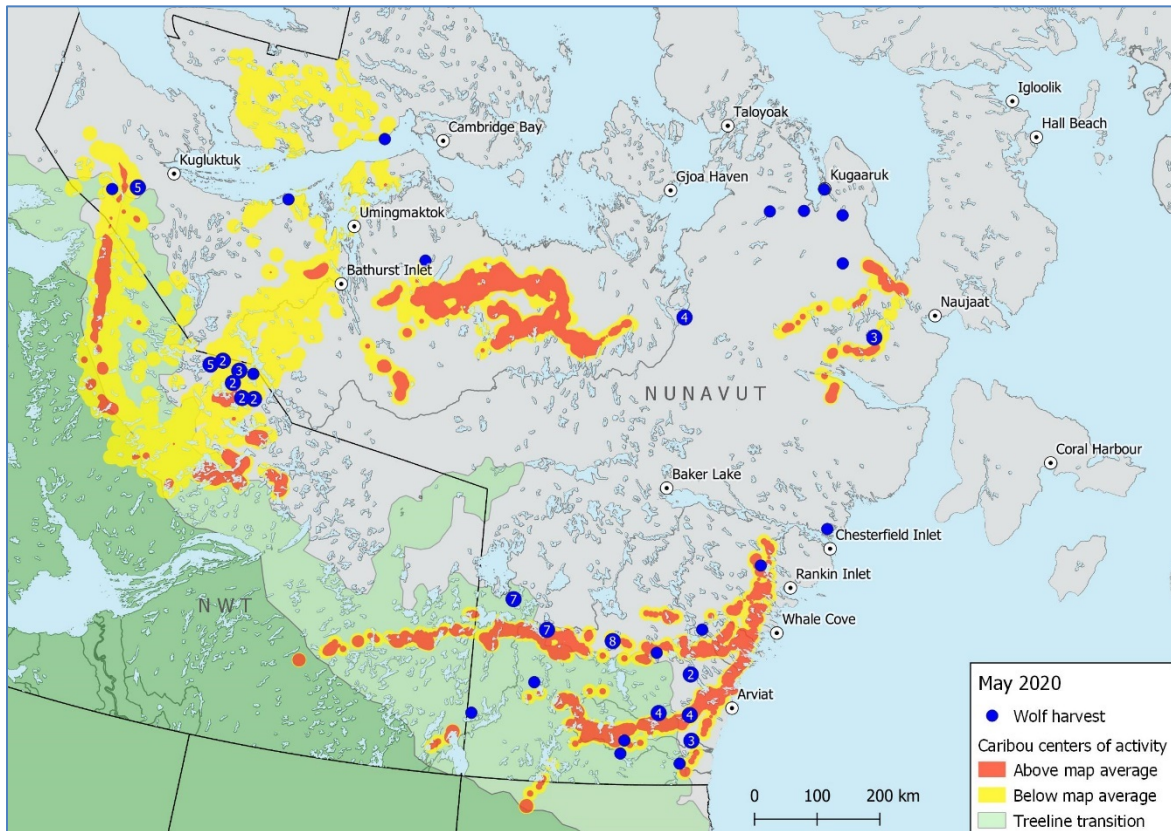 Igloolik
Taloyoak
Hall Beach
Cambridge Bay
Kugluktuk
Kugaaruk
5
Gjoa Haven
Umingmaktok
Bathurst Inlet
Naujaat
4
3
2
5
3
2
2
2
NUNAVUT
Coral Harbour
Baker Lake
Chesterfield Inlet
Rankin Inlet
NWT
7
Whale Cove
7
8
2
Arviat
4
4
3
May 2020
Wolf harvest
Caribou centers of activity
Above map average
Below map average
Treeline transition
0 100 200 km